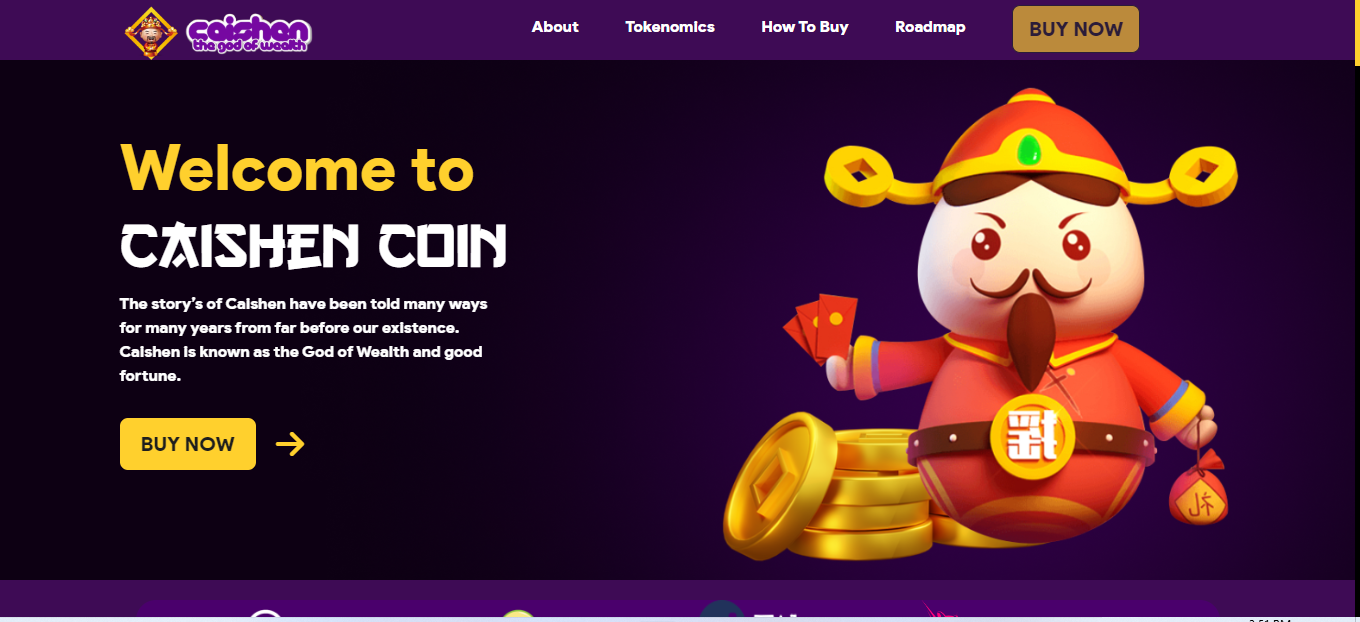 caishen
the god of wealth
About
Tokenomics
How To Buy
Roadmap
BUY NOW
Welcome to
CAISHEN COIN
The story's of Caishen have been told many ways
for many years from far before our existence.
Caishen is known as the God of Wealth and good
fortune.
BUY NOW